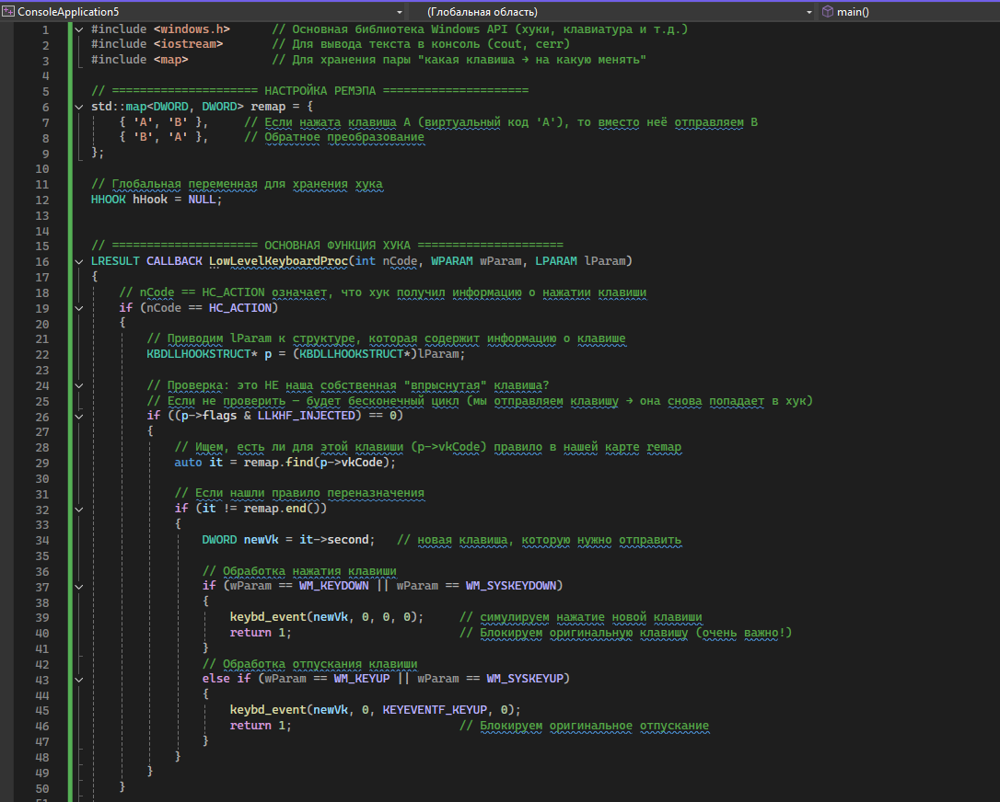 ConsoleApplication5 (Глобальная область) main()
1 #include <windows.h> // Основная библиотека Windows API (хуки, клавиатура и т.д.)
2 #include <iostream> // Для вывода текста в консоль (cout, cerr)
3 #include <map> // Для хранения пары "какая клавиша → на какую менять"
4
5 // ===================== НАСТРОЙКА РЕМЭПА =====================
6 std::map<DWORD, DWORD> remap = {
7 { 'A', 'B' }, // Если нажата клавиша A (виртуальный код 'A'), то вместо неё отправляем B
8 { 'B', 'A' }, // Обратное преобразование
9 };
10
11 // Глобальная переменная для хранения хука
12 HHOOK hHook = NULL;
13
14
15 // ===================== ОСНОВНАЯ ФУНКЦИЯ ХУКА =====================
16 LRESULT CALLBACK LowLevelKeyboardProc(int nCode, WPARAM wParam, LPARAM lParam)
17 {
18 // nCode == HC_ACTION означает, что хук получил информацию о нажатии клавиши
19 if (nCode == HC_ACTION)
20 {
21 // Приводим lParam к структуре, которая содержит информацию о клавише
22 KBDLLHOOKSTRUCT* p = (KBDLLHOOKSTRUCT*)lParam;
23
24 // Проверка: это НЕ наша собственная "впрыснутая" клавиша?
25 // Если не проверить — будет бесконечный цикл (мы отправляем клавишу → она снова попадает в хук)
26 if ((p->flags & LLKHF_INJECTED) == 0)
27 {
28 // Ищем, есть ли для этой клавиши (p->vkCode) правило в нашей карте remap
29 auto it = remap.find(p->vkCode);
30
31 // Если нашли правило переназначения
32 if (it != remap.end())
33 {
34 DWORD newVk = it->second; // новая клавиша, которую нужно отправить
35
36 // Обработка нажатия клавиши
37 if (wParam == WM_KEYDOWN || wParam == WM_SYSKEYDOWN)
38 {
39 keybd_event(newVk, 0, 0, 0); // симулируем нажатие новой клавиши
40 return 1; // Блокируем оригинальную клавишу (очень важно!)
41 }
42 // Обработка отпускания клавиши
43 else if (wParam == WM_KEYUP || wParam == WM_SYSKEYUP)
44 {
45 keybd_event(newVk, 0, KEYEVENTF_KEYUP, 0);
46 return 1; // Блокируем оригинальное отпускание
47 }
48 }
49 }
50 }